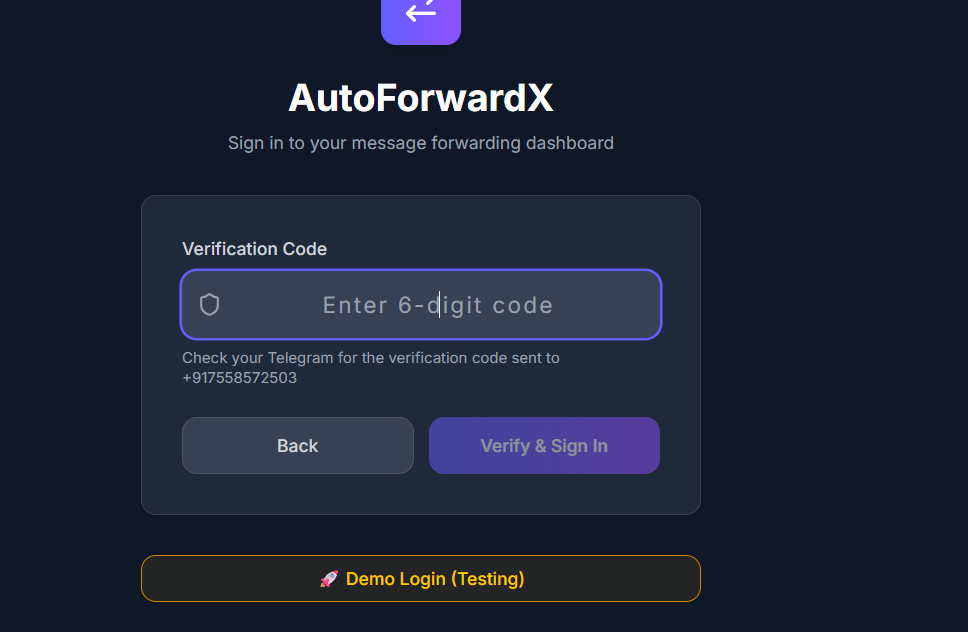 AutoForwardX
Sign in to your message forwarding dashboard
Verification Code
Enter 6-digit code
Check your Telegram for the verification code sent to
+917558572503
Back
Verify & Sign In
🚀 Demo Login (Testing)